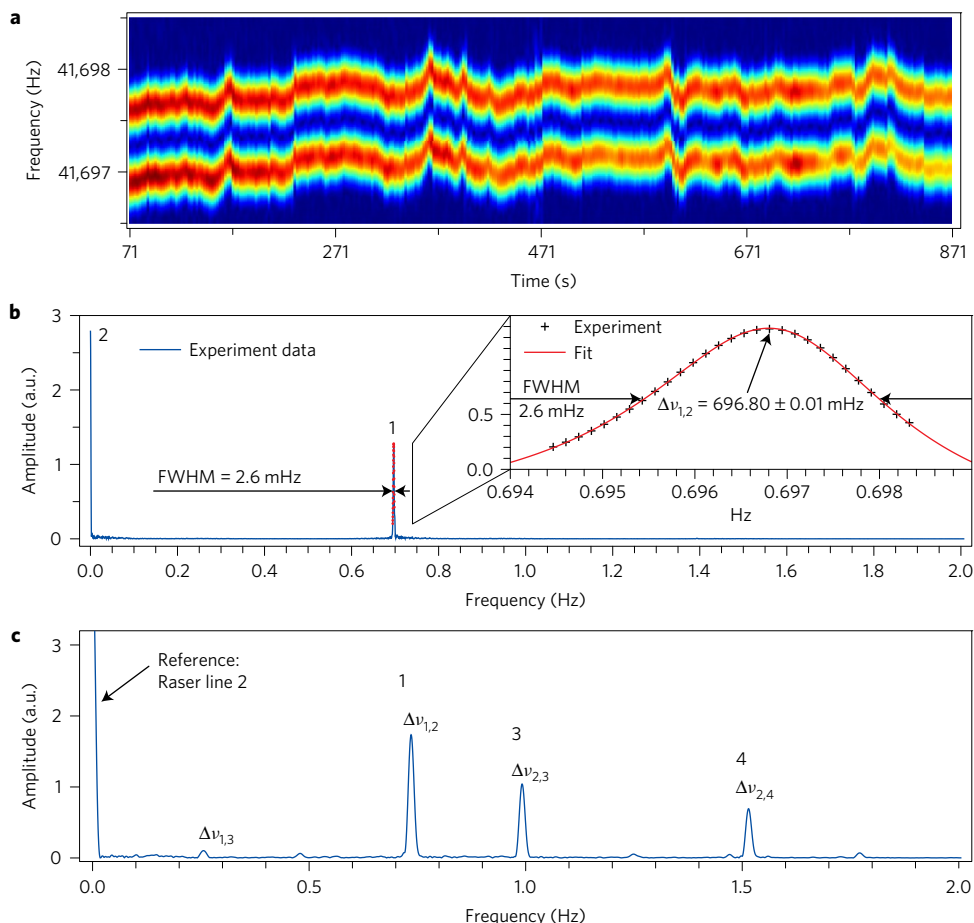 a
Frequency (Hz)
41,698
41,697
71
271
471
671
871
Time (s)
b
Amplitude (a.u.)
3
2
1
0
2
Experiment data
1
FWHM = 2.6 mHz
0.0
0.2
0.4
0.6
0.8
1.0
1.2
1.4
1.6
1.8
2.0
Frequency (Hz)
Experiment
Fit
FWHM
2.6 mHz
Δν1,2 = 696.80 ± 0.01 mHz
0.5
0.0
0.694
0.695
0.696
0.697
0.698
Hz
c
Amplitude (a.u.)
3
2
1
0
Reference:
Raser line 2
1
Δν1,2
3
Δν2,3
4
Δν2,4
Δν1,3
0.0
0.5
1.0
1.5
2.0
Frequency (Hz)